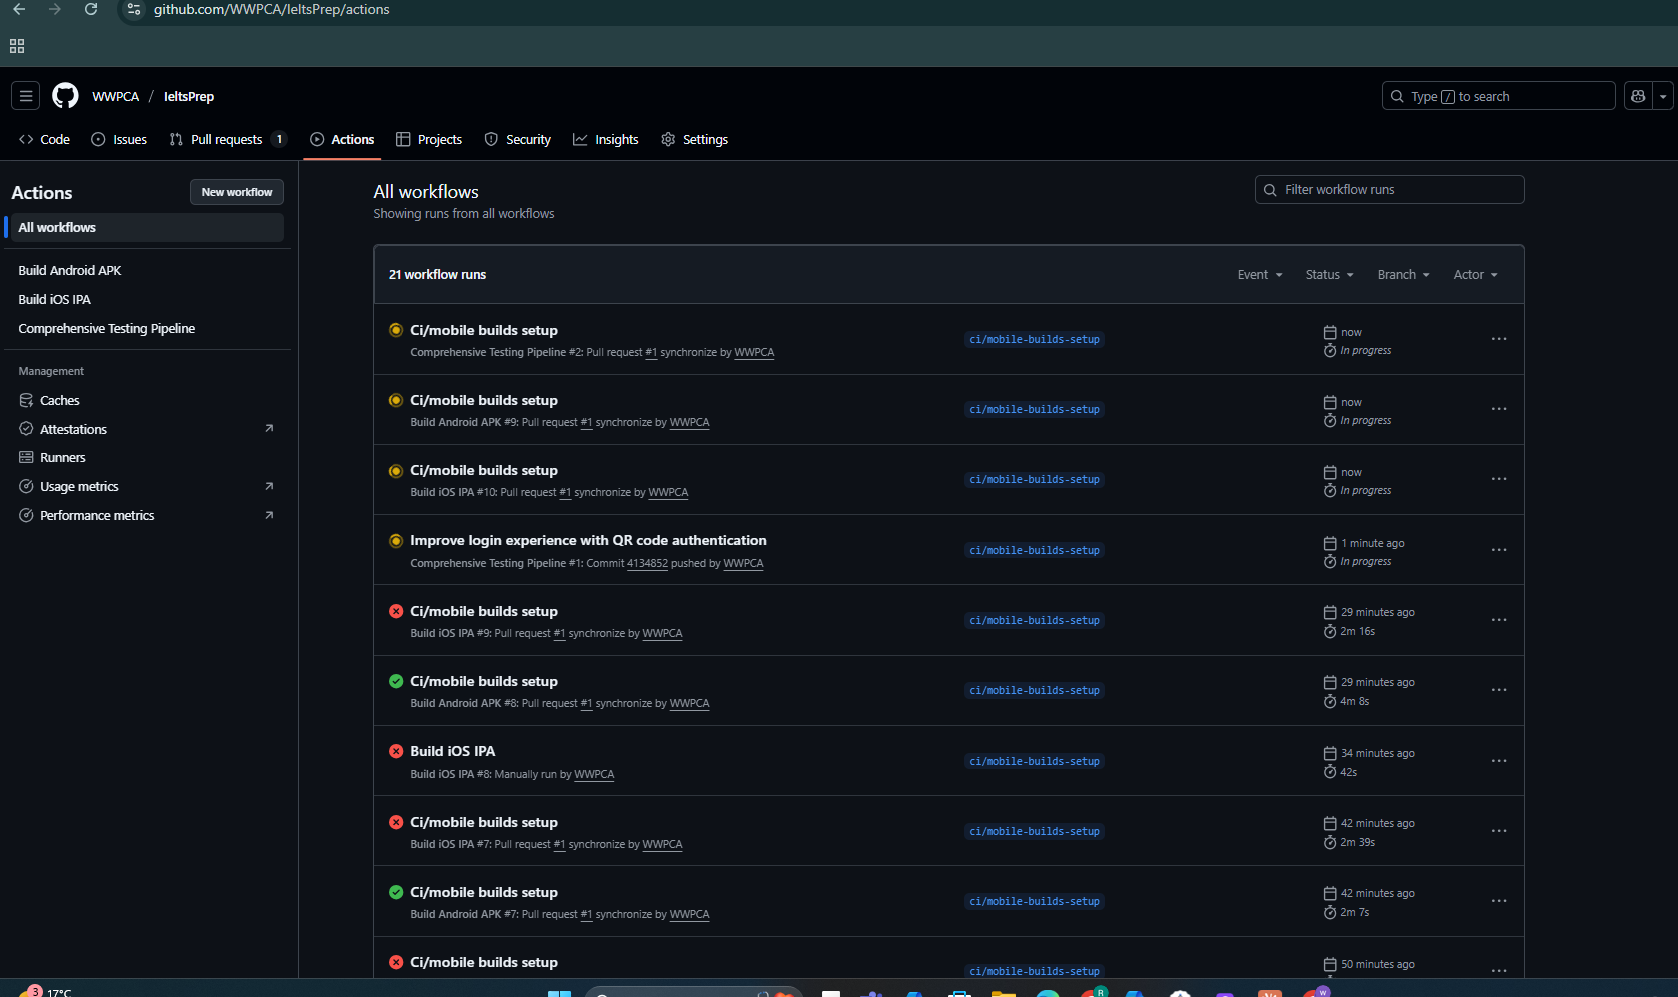 github.com/WWPCA/IeltsPrep/actions
WWPCA / IeltsPrep
Type / to search
Code
Issues
Pull requests 1
Actions
Projects
Security
Insights
Settings
Actions
New workflow
All workflows
Build Android APK
Build iOS IPA
Comprehensive Testing Pipeline
Management
Caches
Attestations
Runners
Usage metrics
Performance metrics
All workflows
Showing runs from all workflows
Filter workflow runs
21 workflow runs
Event
Status
Branch
Actor
Ci/mobile builds setup
Comprehensive Testing Pipeline #2: Pull request #1 synchronize by WWPCA
ci/mobile-builds-setup
now
In progress
Ci/mobile builds setup
Build Android APK #9: Pull request #1 synchronize by WWPCA
ci/mobile-builds-setup
now
In progress
Ci/mobile builds setup
Build iOS IPA #10: Pull request #1 synchronize by WWPCA
ci/mobile-builds-setup
now
In progress
Improve login experience with QR code authentication
Comprehensive Testing Pipeline #1: Commit 4134852 pushed by WWPCA
ci/mobile-builds-setup
1 minute ago
In progress
Ci/mobile builds setup
Build iOS IPA #9: Pull request #1 synchronize by WWPCA
ci/mobile-builds-setup
29 minutes ago
2m 16s
Ci/mobile builds setup
Build Android APK #8: Pull request #1 synchronize by WWPCA
ci/mobile-builds-setup
29 minutes ago
4m 8s
Build iOS IPA
Build iOS IPA #8: Manually run by WWPCA
ci/mobile-builds-setup
34 minutes ago
42s
Ci/mobile builds setup
Build iOS IPA #7: Pull request #1 synchronize by WWPCA
ci/mobile-builds-setup
42 minutes ago
2m 39s
Ci/mobile builds setup
Build Android APK #7: Pull request #1 synchronize by WWPCA
ci/mobile-builds-setup
42 minutes ago
2m 7s
Ci/mobile builds setup
ci/mobile-builds-setup
50 minutes ago
3
17°C
R
W